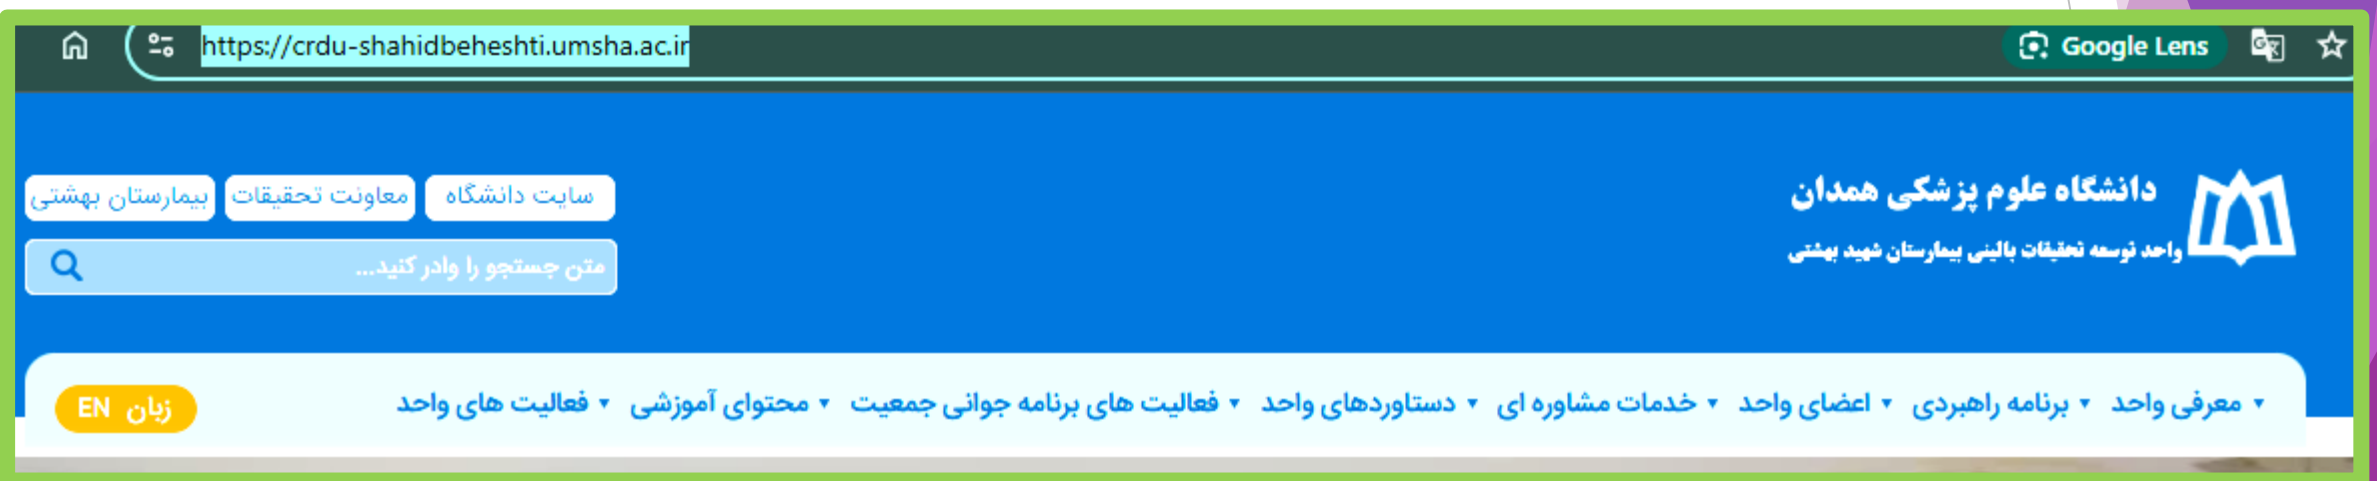 https://crdu-shahidbeheshti.umsha.ac.ir
Google Lens
دانشگاه علوم پزشکی همدان
واحد توسعه تحقیقات بالینی بیمارستان شهید بهشتی
سایت دانشگاه معاونت تحقیقات بیمارستان بهشتی
متن جستجو را وادر کنید...
معرفی واحد برنامه راهبردی اعضای واحد خدمات مشاوره ای دستاوردهای واحد فعالیت های برنامه جوانی جمعیت محتوای آموزشی فعالیت های واحد
زبان EN